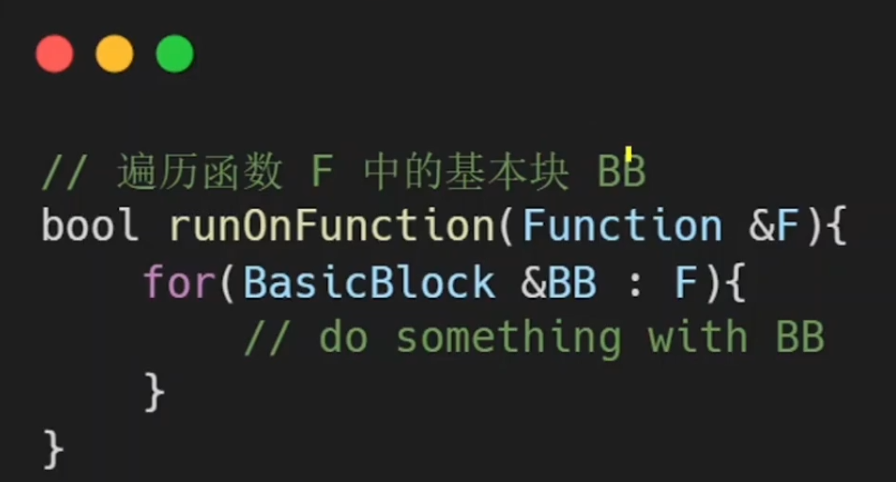 // 遍历函数 F 中的基本块 BB
bool runOnFunction(Function &F){
    for(BasicBlock &BB : F){
        // do something with BB
    }
}